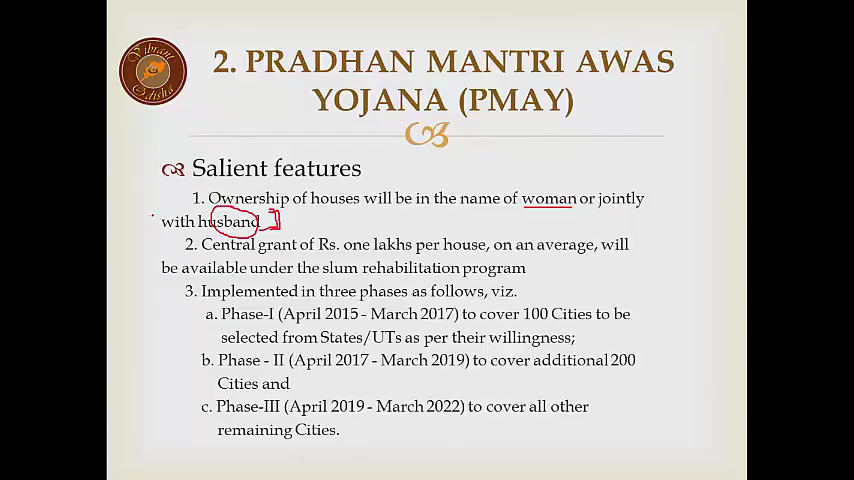 Vibrant
Odisha
2. PRADHAN MANTRI AWAS
YOJANA (PMAY)
Salient features
1. Ownership of houses will be in the name of woman or jointly
with husband
2. Central grant of Rs. one lakhs per house, on an average, will
be available under the slum rehabilitation program
3. Implemented in three phases as follows, viz.
a. Phase-I (April 2015 - March 2017) to cover 100 Cities to be
selected from States/UTs as per their willingness;
b. Phase - II (April 2017 - March 2019) to cover additional 200
Cities and
c. Phase-III (April 2019 - March 2022) to cover all other
remaining Cities.